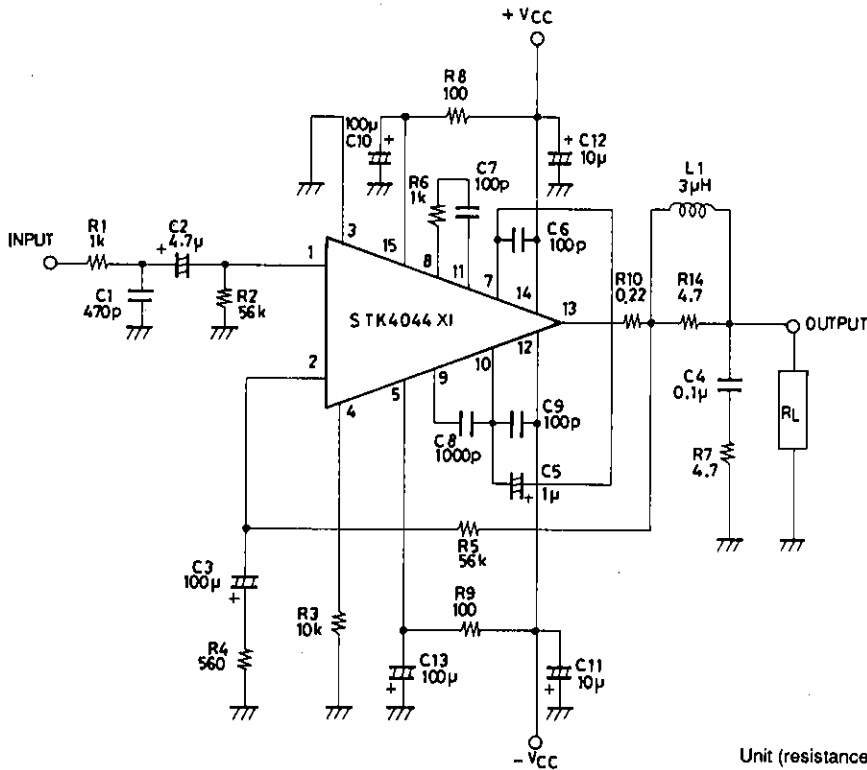 + VCC
R8
100
100µ
C10
+
+
C12
10µ
L1
3µH
C7
100p
R6
1k
3
15
8
11
7
C6
100p
14
13
INPUT
R1
1k
C2
+
4.7µ
1
C1
470p
R2
56k
STK4044 XI
R10
0.22
R14
4.7
OUTPUT
2
4
5
9
10
12
C4
0.1µ
RL
C8
1000p
C9
100p
C5
+
1µ
R7
4.7
R5
56k
C3
100µ
+
R4
560
R3
10k
R9
100
C13
+
100µ
C11
+
10µ
- VCC
Unit (resistance